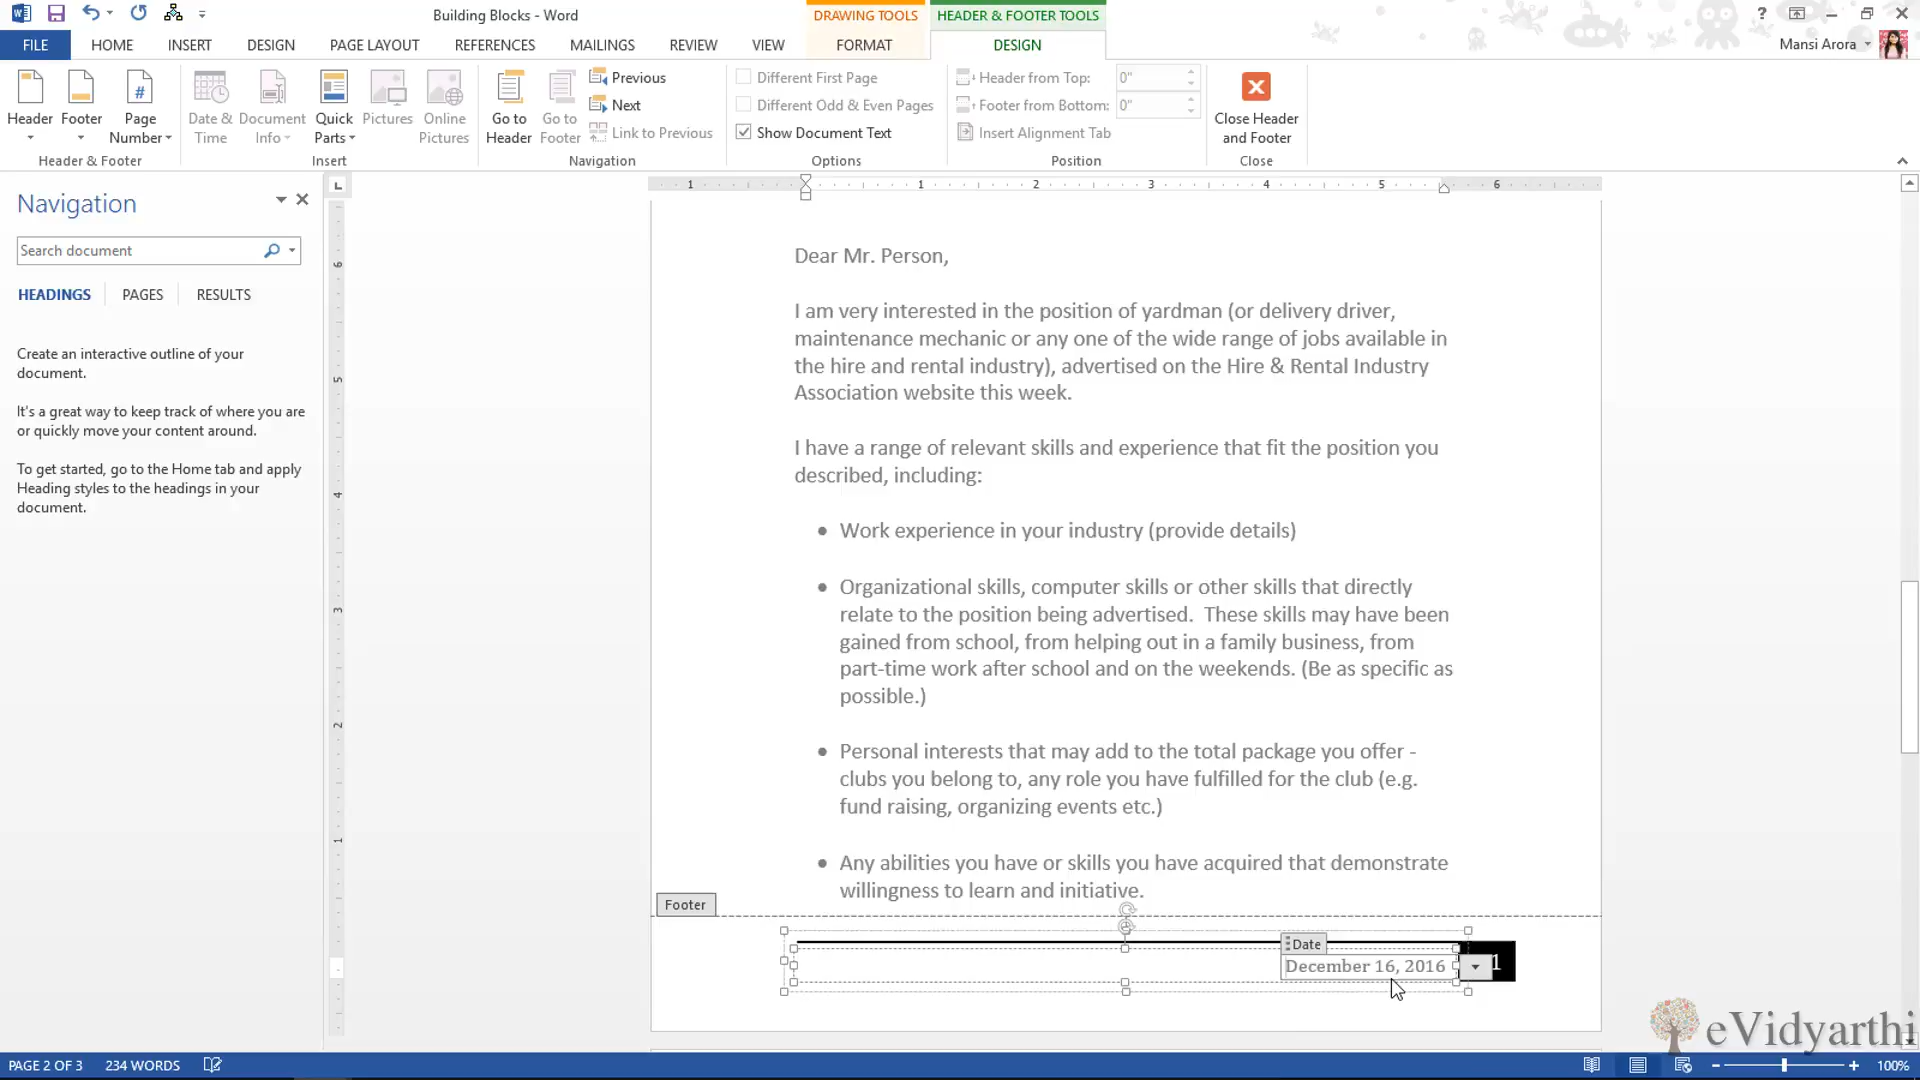 Building Blocks - Word
DRAWING TOOLS
HEADER & FOOTER TOOLS
?
FILE
HOME
INSERT
DESIGN
PAGE LAYOUT
REFERENCES
MAILINGS
REVIEW
VIEW
FORMAT
DESIGN
Mansi Arora
Header
Footer
Page Number
Header & Footer
Date & Time
Document Info
Quick Parts
Pictures
Online Pictures
Insert
Go to Header
Go to Footer
Previous
Next
Link to Previous
Navigation
Different First Page
Different Odd & Even Pages
Show Document Text
Options
Header from Top: 0"
Footer from Bottom: 0"
Insert Alignment Tab
Position
Close Header and Footer
Close
Navigation
Search document
HEADINGS
PAGES
RESULTS
Create an interactive outline of your
document.
It's a great way to keep track of where you are
or quickly move your content around.
To get started, go to the Home tab and apply
Heading styles to the headings in your
document.
1 1 2 3 4 5 6
6
5
4
3
2
1
Dear Mr. Person,
I am very interested in the position of yardman (or delivery driver,
maintenance mechanic or any one of the wide range of jobs available in
the hire and rental industry), advertised on the Hire & Rental Industry
Association website this week.
I have a range of relevant skills and experience that fit the position you
described, including:
• Work experience in your industry (provide details)
• Organizational skills, computer skills or other skills that directly
relate to the position being advertised. These skills may have been
gained from school, from helping out in a family business, from
part-time work after school and on the weekends. (Be as specific as
possible.)
• Personal interests that may add to the total package you offer -
clubs you belong to, any role you have fulfilled for the club (e.g.
fund raising, organizing events etc.)
• Any abilities you have or skills you have acquired that demonstrate
willingness to learn and initiative.
Footer
Date
December 16, 2016
1
eVidyarthi
PAGE 2 OF 3
234 WORDS
100%